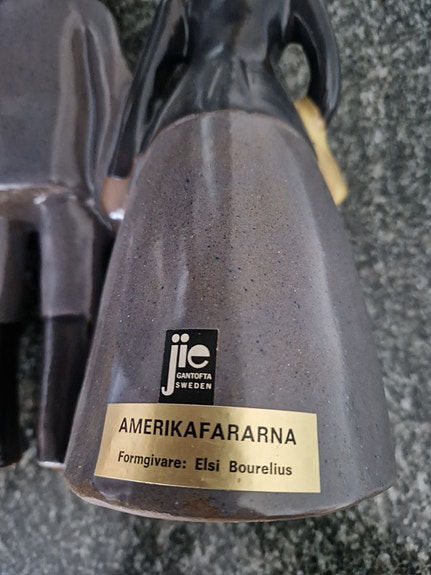 jie
GANTOFTA
SWEDEN
AMERIKAFARARNA
Formgivare: Elsi Bourelius